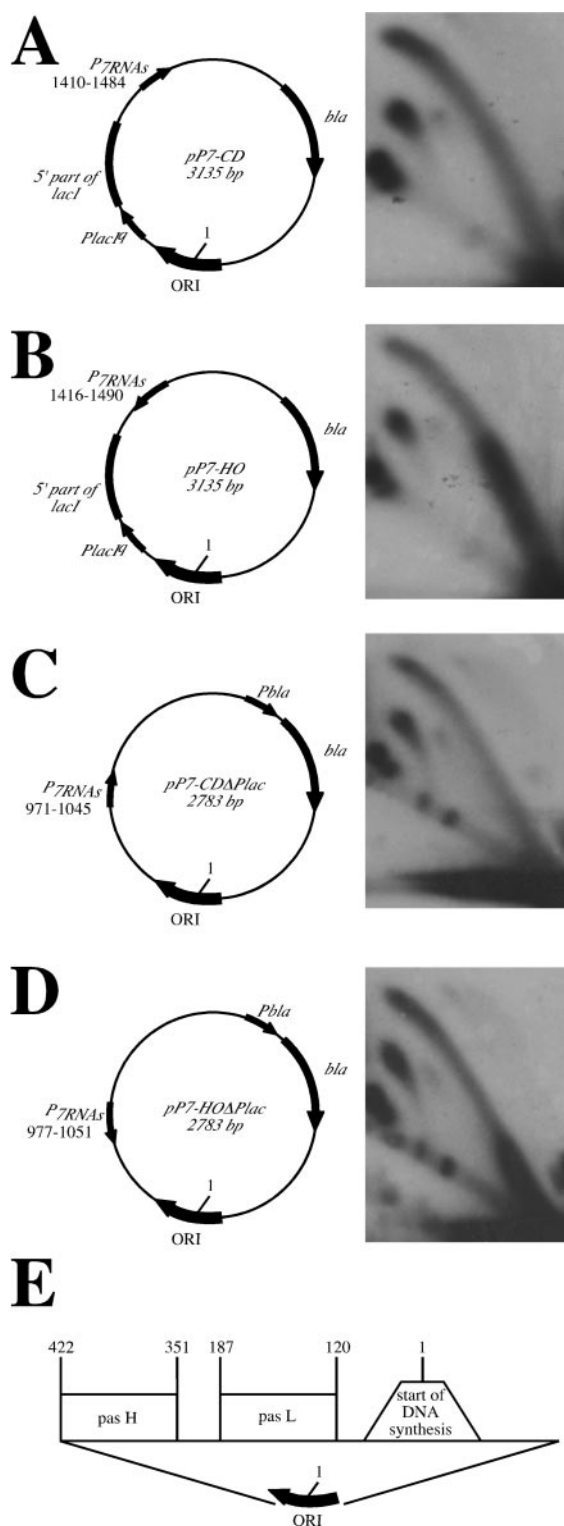 A
P7RNAs
1410-1484
bla
pP7-CD
3135 bp
5' part of
lacI
PlacIq
1
ORI
B
P7RNAs
1416-1490
bla
pP7-HO
3135 bp
5' part of
lacI
PlacIq
1
ORI
C
Pbla
bla
P7RNAs
971-1045
pP7-CDΔPlac
2783 bp
1
ORI
D
Pbla
bla
P7RNAs
977-1051
pP7-HOΔPlac
2783 bp
1
ORI
E
422 351 187 120 1
pas H
pas L
start of
DNA
synthesis
1
ORI